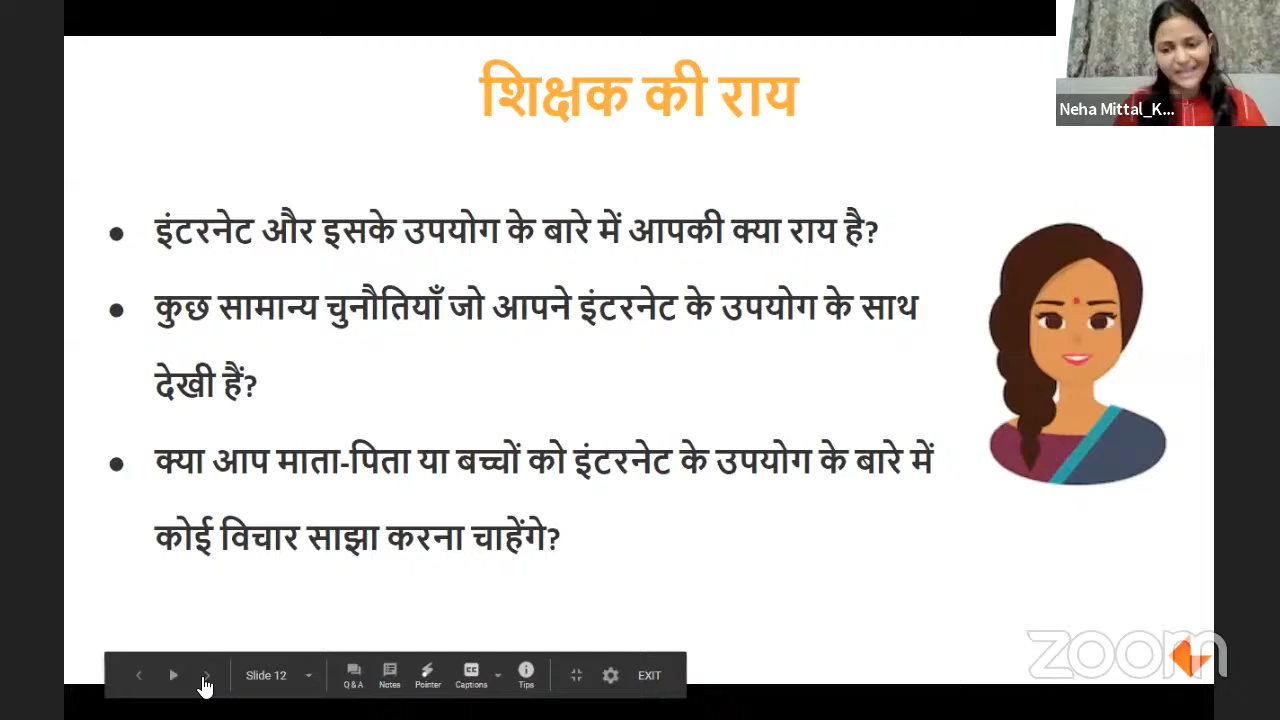 शिक्षक की राय
Neha Mittal_K...
इंटरनेट और इसके उपयोग के बारे में आपकी क्या राय है?
कुछ सामान्य चुनौतियाँ जो आपने इंटरनेट के उपयोग के साथ
देखी हैं?
क्या आप माता-पिता या बच्चों को इंटरनेट के उपयोग के बारे में
कोई विचार साझा करना चाहेंगे?
zoom
Slide 12
Q & A
Notes
Pointer
CC
Captions
Tips
EXIT